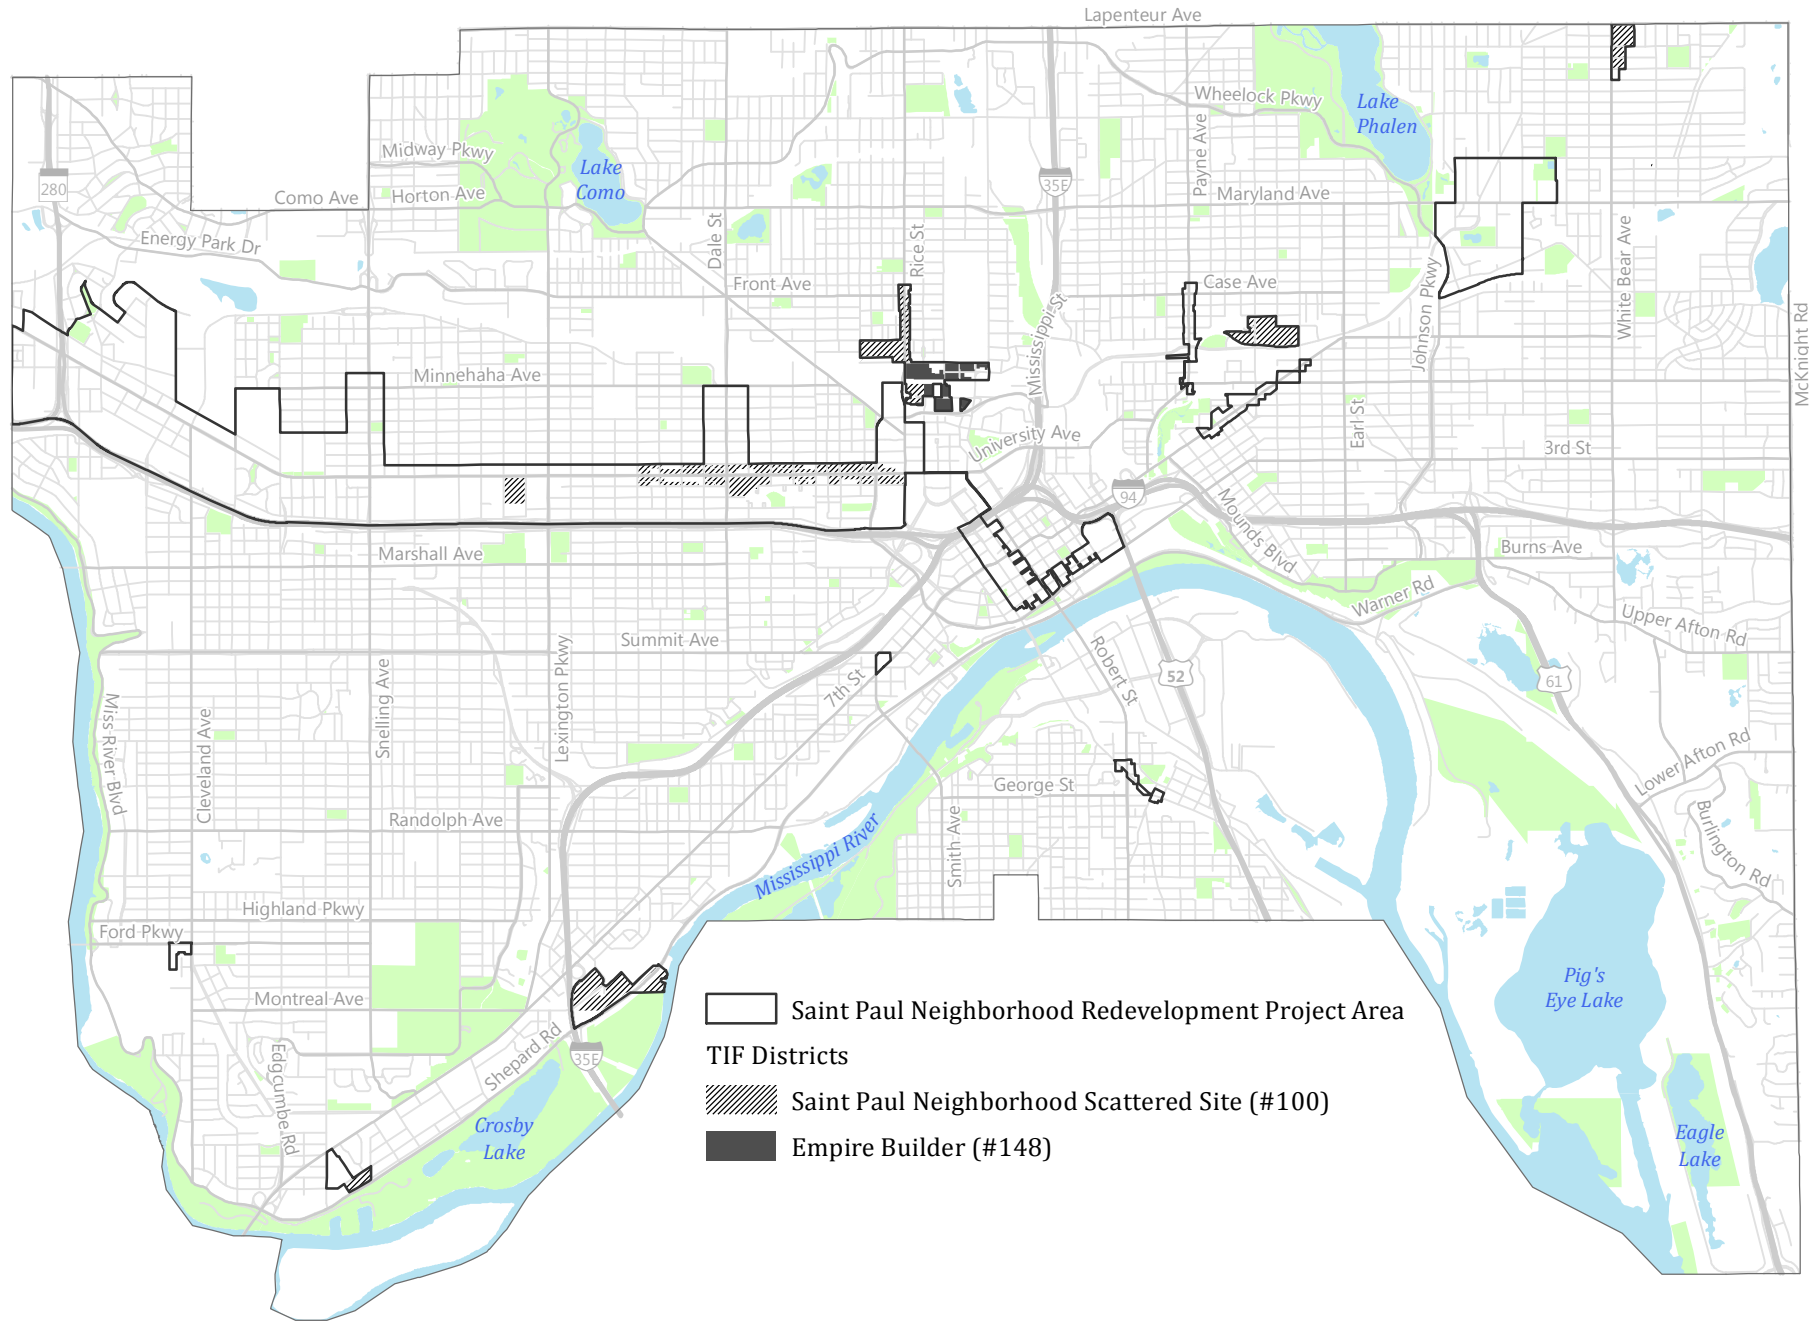 Lapenteur Ave
Wheelock Pkwy
Lake
Phalen
Payne Ave
Midway Pkwy
Lake
Como
280
35E
Como Ave
Horton Ave
Maryland Ave
Dale St
Rice St
White Bear Ave
Energy Park Dr
Front Ave
Case Ave
Mississippi St
Johnson Pkwy
McKnight Rd
Minnehaha Ave
University Ave
Earl St
3rd St
94
Mounds Blvd
Marshall Ave
Burns Ave
Warner Rd
Upper Afton Rd
Summit Ave
Robert St
52
61
7th St
Miss River Blvd
Cleveland Ave
Snelling Ave
Lexington Pkwy
Lower Afton Rd
George St
Burlington Rd
Randolph Ave
Smith Ave
Mississippi River
Highland Pkwy
Ford Pkwy
Pig's
Eye Lake
Montreal Ave
Saint Paul Neighborhood Redevelopment Project Area
Edgcumbe Rd
Shepard Rd
35E
TIF Districts
Saint Paul Neighborhood Scattered Site (#100)
Crosby
Lake
Eagle
Lake
Empire Builder (#148)